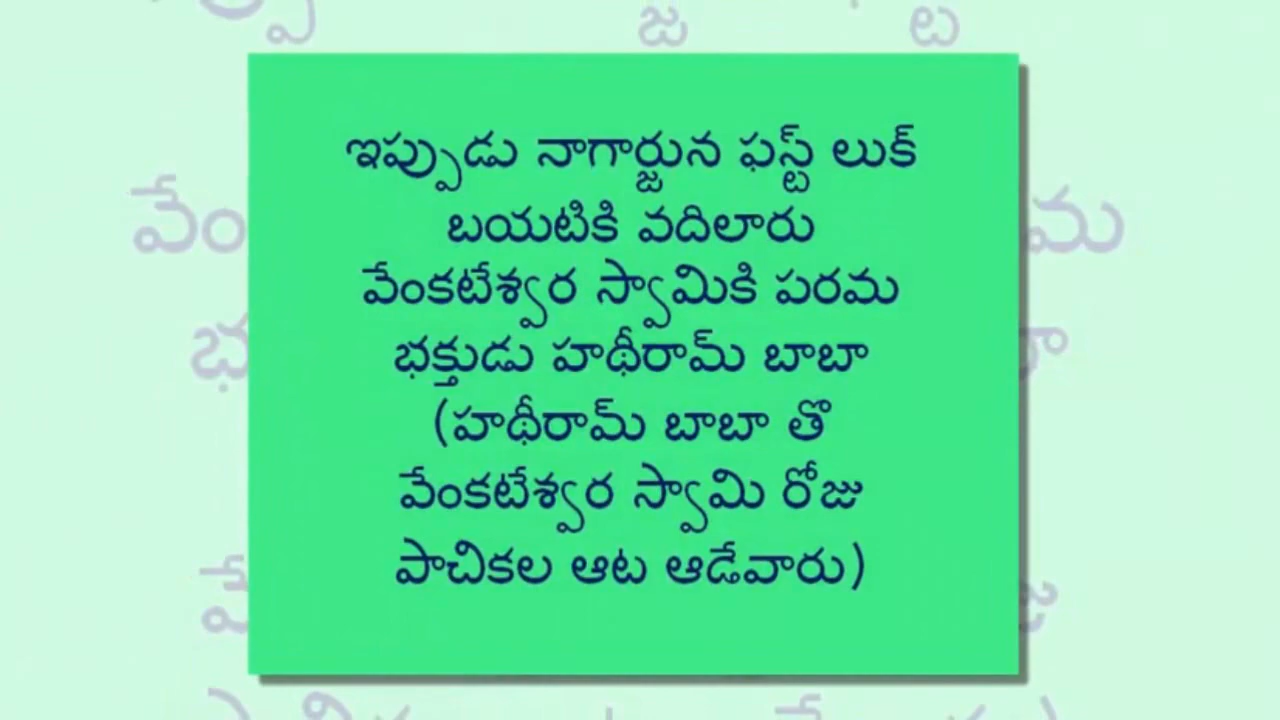 ఇప్పుడు నాగార్జున ఫస్ట్ లుక్
బయటికి వదిలారు
వేంకటేశ్వర స్వామికి పరమ
భక్తుడు హథీరామ్ బాబా
(హథీరామ్ బాబా తొ
వేంకటేశ్వర స్వామి రోజు
పాచికల ఆట ఆడేవారు)